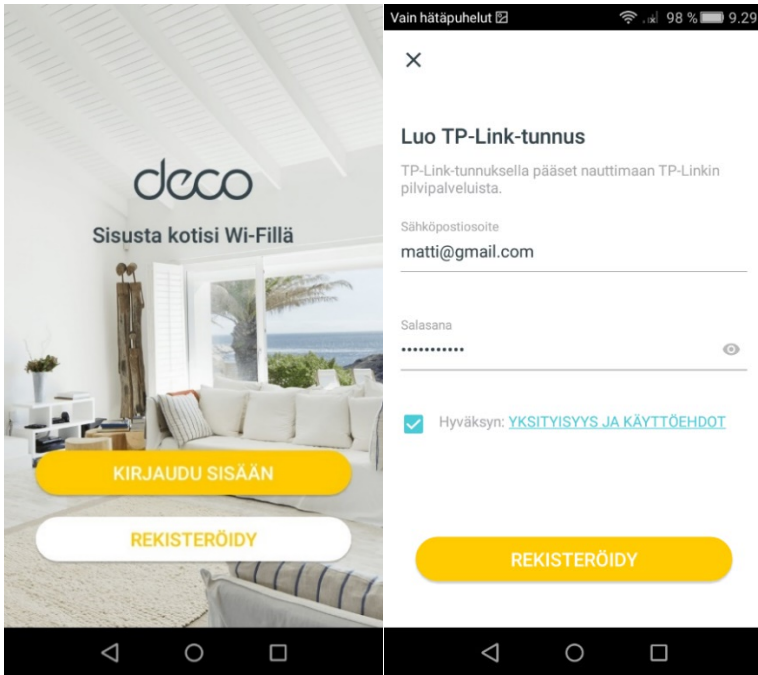 deco
Sisusta kotisi Wi-Fillä
KIRJAUDU SISÄÄN
REKISTERÖIDY
Vain hätäpuhelut
98 % 9.29
Luo TP-Link-tunnus
TP-Link-tunnuksella pääset nauttimaan TP-Linkin
pilvipalveluista.
Sähköpostiosoite
matti@gmail.com
Salasana
•••••••••••
Hyväksyn: YKSITYISYYS JA KÄYTTÖEHDOT
REKISTERÖIDY